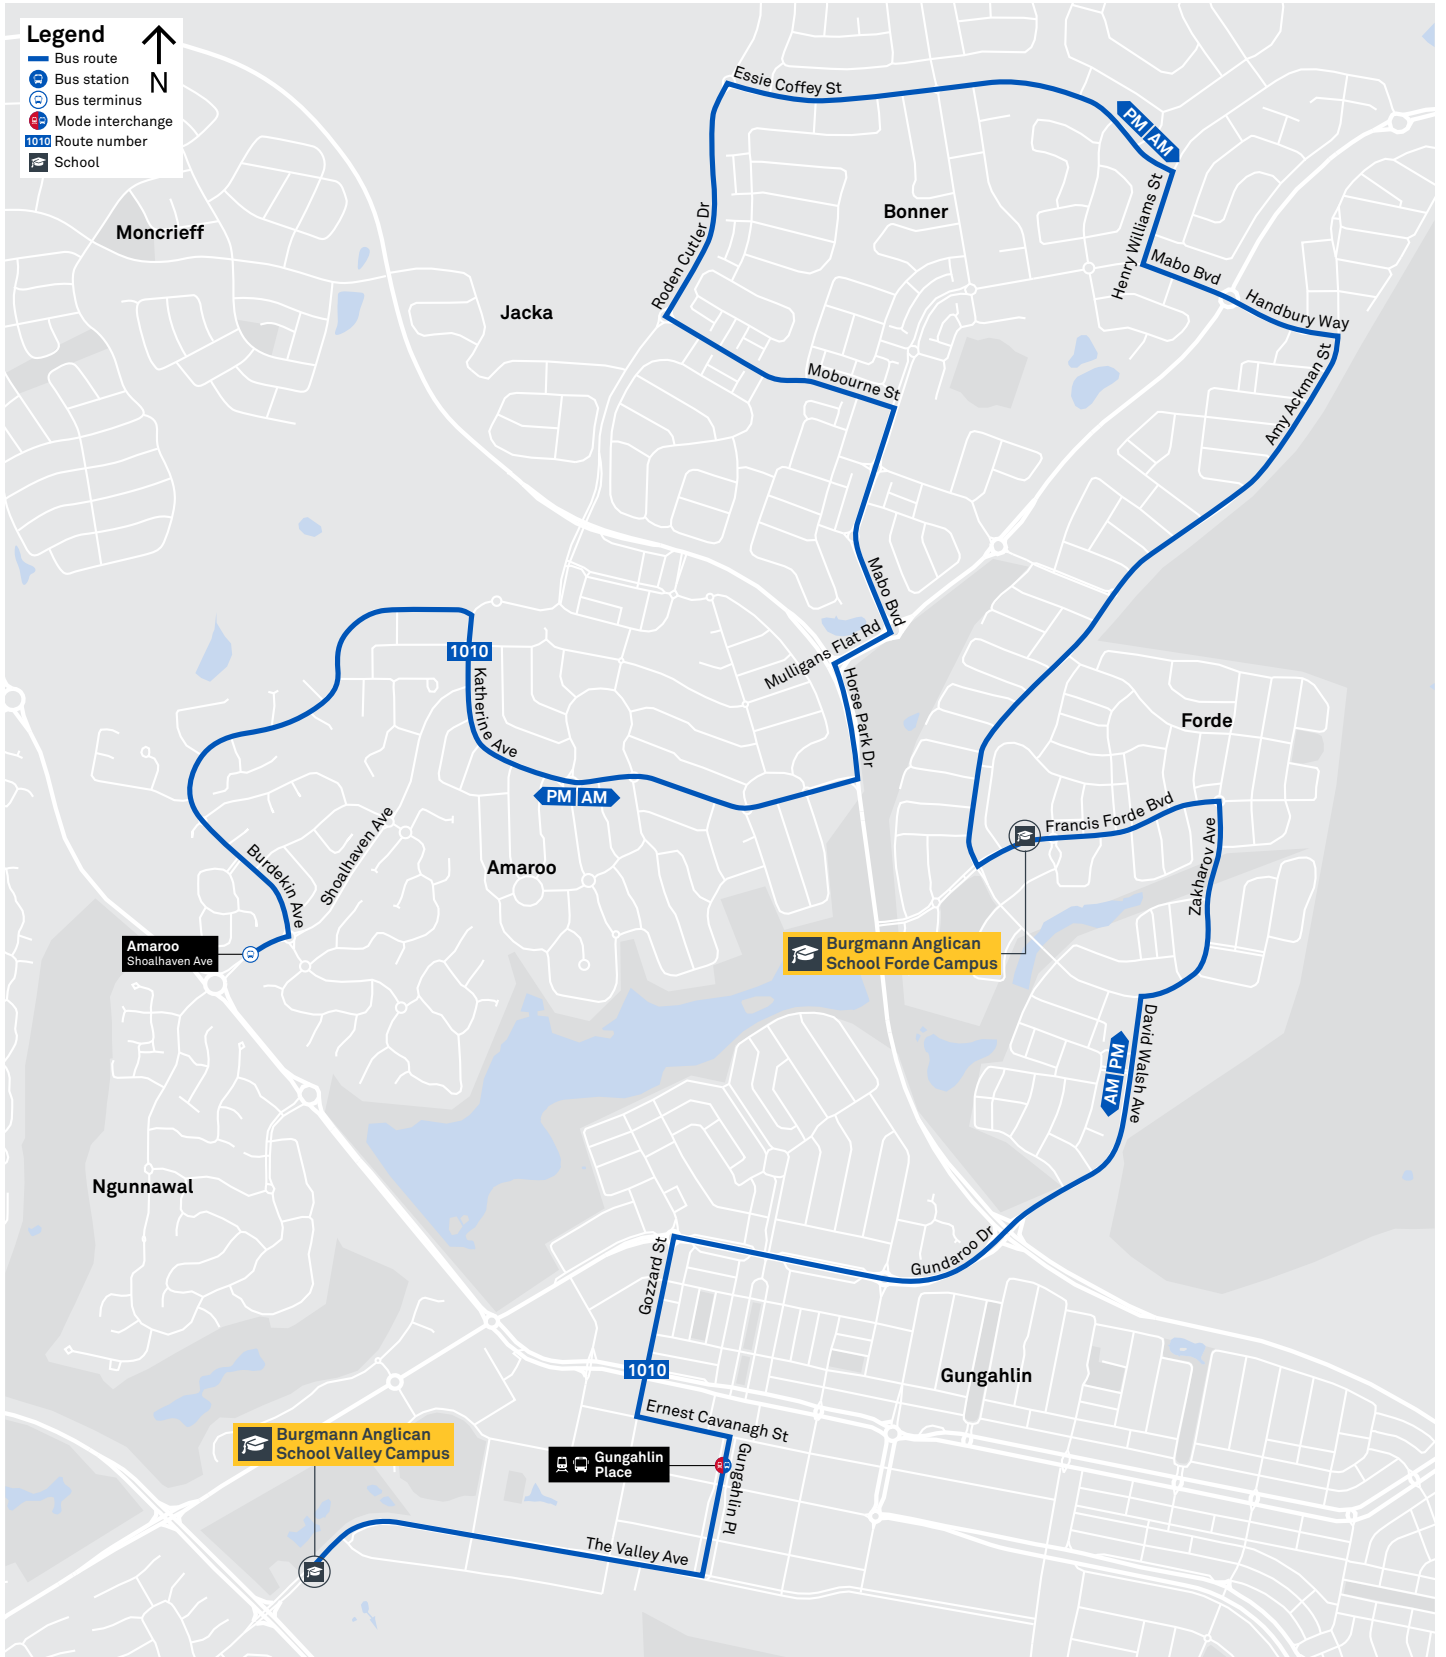 Legend
N
Bus route
Bus station
Bus terminus
Mode interchange
1010 Route number
School
Essie Coffey St
PM AM
Henry Williams St
Bonner
Moncrieff
Roden Cutler Dr
Mabo Bvd
Handbury Way
Jacka
Amy Ackman St
Mobourne St
Mabo Bvd
Mulligans Flat Rd
1010
Katherine Ave
Horse Park Dr
Forde
PM AM
Francis Forde Bvd
Zakharov Ave
Shoalhaven Ave
Burdekin Ave
Amaroo
Amaroo
Shoalhaven Ave
Burgmann Anglican
School Forde Campus
David Walsh Ave
AM PM
Ngunnawal
Gozzard St
Gundaroo Dr
1010
Gungahlin
Ernest Cavanagh St
Burgmann Anglican
School Valley Campus
Gungahlin
Place
Gungahlin Pl
The Valley Ave